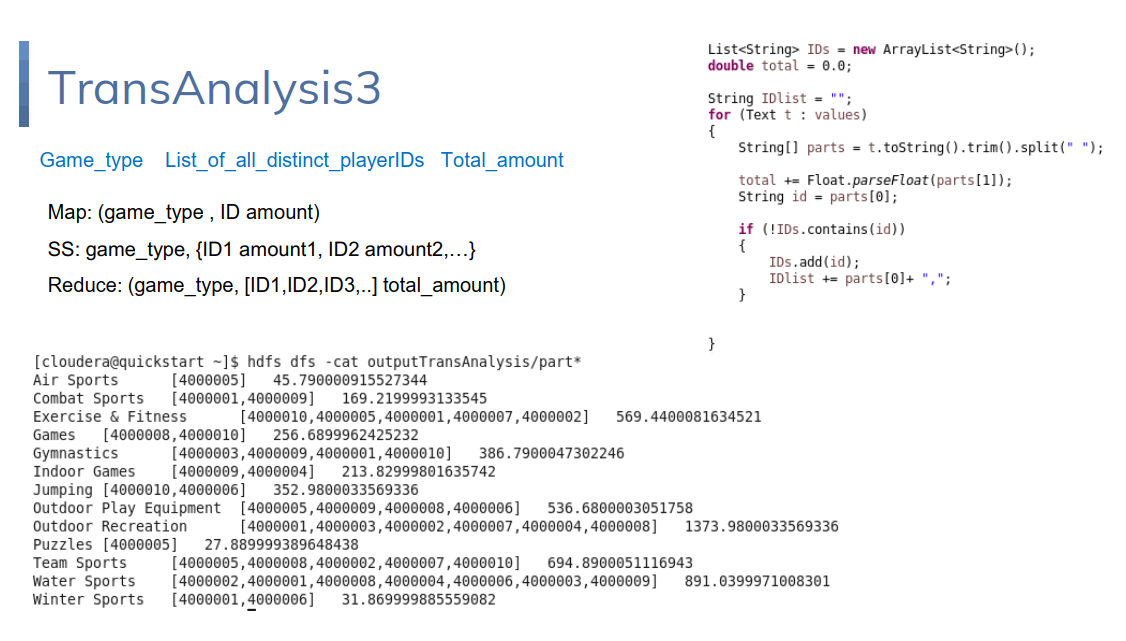 TransAnalysis3
Game_type List_of_all_distinct_playerIDs Total_amount
Map: (game_type , ID amount)
SS: game_type, {ID1 amount1, ID2 amount2,…}
Reduce: (game_type, [ID1,ID2,ID3,..] total_amount)
List<String> IDs = new ArrayList<String>();
double total = 0.0;
String IDlist = "";
for (Text t : values)
{
String[] parts = t.toString().trim().split(" ");
total += Float.parseFloat(parts[1]);
String id = parts[0];
if (!IDs.contains(id))
{
IDs.add(id);
IDlist += parts[0]+ ",";
}
}
[cloudera@quickstart ~]$ hdfs dfs -cat outputTransAnalysis/part*
Air Sports [4000005] 45.790000915527344
Combat Sports [4000001,4000009] 169.2199993133545
Exercise & Fitness [4000010,4000005,4000001,4000007,4000002] 569.4400081634521
Games [4000008,4000010] 256.6899962425232
Gymnastics [4000003,4000009,4000001,4000010] 386.7900047302246
Indoor Games [4000009,4000004] 213.82999801635742
Jumping [4000010,4000006] 352.9800033569336
Outdoor Play Equipment [4000005,4000009,4000008,4000006] 536.6800003051758
Outdoor Recreation [4000001,4000003,4000002,4000007,4000004,4000008] 1373.9800033569336
Puzzles [4000005] 27.889999389648438
Team Sports [4000005,4000008,4000002,4000007,4000010] 694.8900051116943
Water Sports [4000002,4000001,4000008,4000004,4000006,4000003,4000009] 891.0399971008301
Winter Sports [4000001,4000006] 31.869999885559082